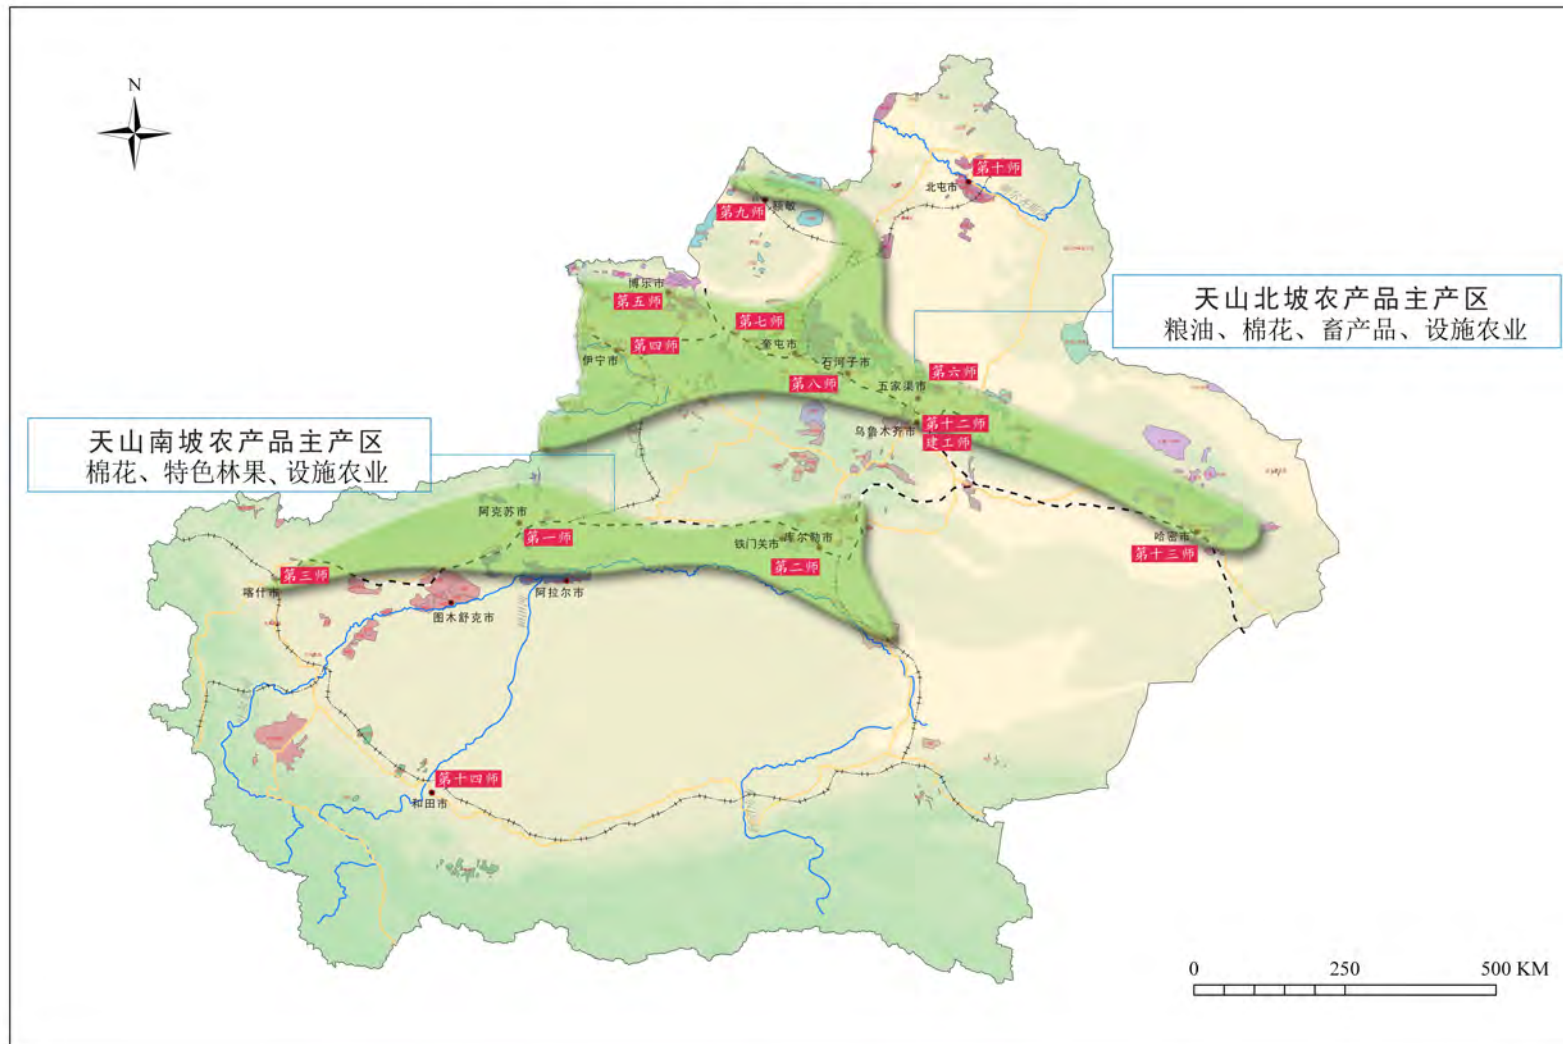 N
第十师
北屯市
额敏
第九师
博乐市
第五师
第七师
第四师
奎屯市
伊宁市
石河子市
第八师
第六师
五家渠市
第十二师
乌鲁木齐市
建工师
天山北坡农产品主产区
粮油、棉花、畜产品、设施农业
天山南坡农产品主产区
棉花、特色林果、设施农业
阿克苏市
第一师
铁门关市
库尔勒市
第二师
哈密市
第十三师
第三师
喀什市
阿拉尔市
图木舒克市
第十四师
和田市
0 250 500 KM